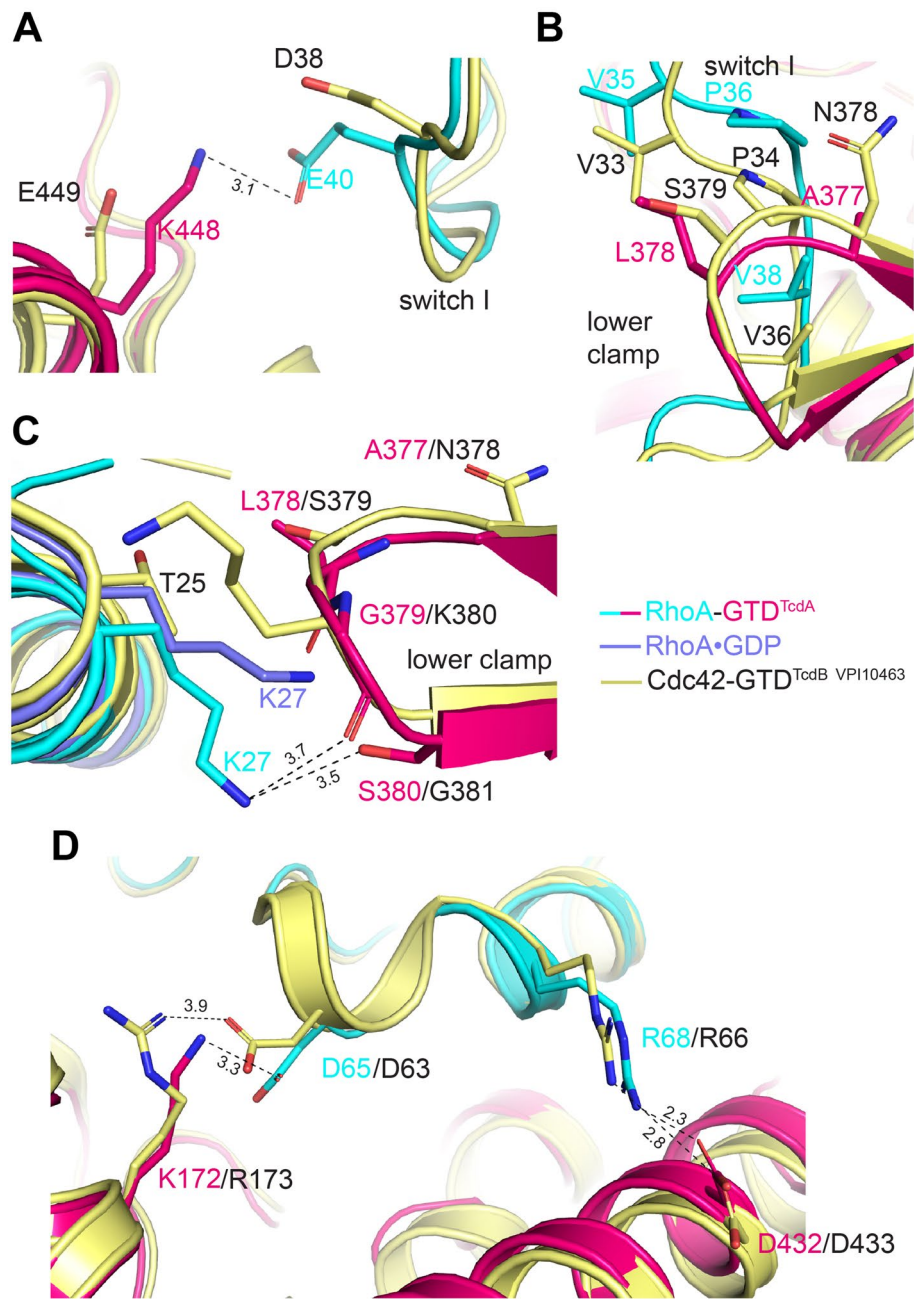 A
D38
E449
3.1
E40
K448
switch I
B
switch I
V35
P36
N378
V33
P34
S379
A377
L378
V38
lower
clamp
V36
C
A377/N378
L378/S379
T25
G379/K380
lower clamp
K27
K27
3.7
3.5
S380/G381
RhoA-GTDTcdA
RhoA•GDP
Cdc42-GTDTcdB VPI10463
D
3.9
3.3
D65/D63
R68/R66
2.3
2.8
K172/R173
D432/D433